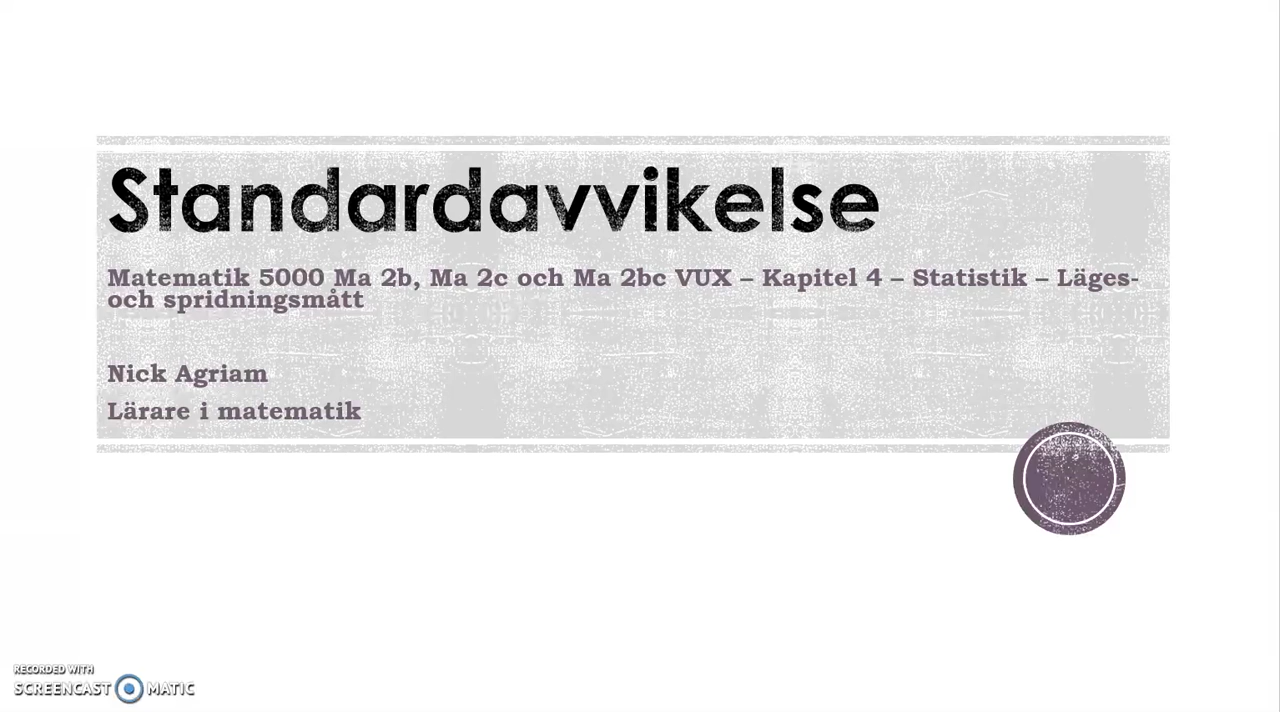 Standardavvikelse
Matematik 5000 Ma 2b, Ma 2c och Ma 2bc VUX – Kapitel 4 – Statistik – Läges-
och spridningsmått
Nick Agriam
Lärare i matematik
RECORDED WITH
SCREENCAST MATIC